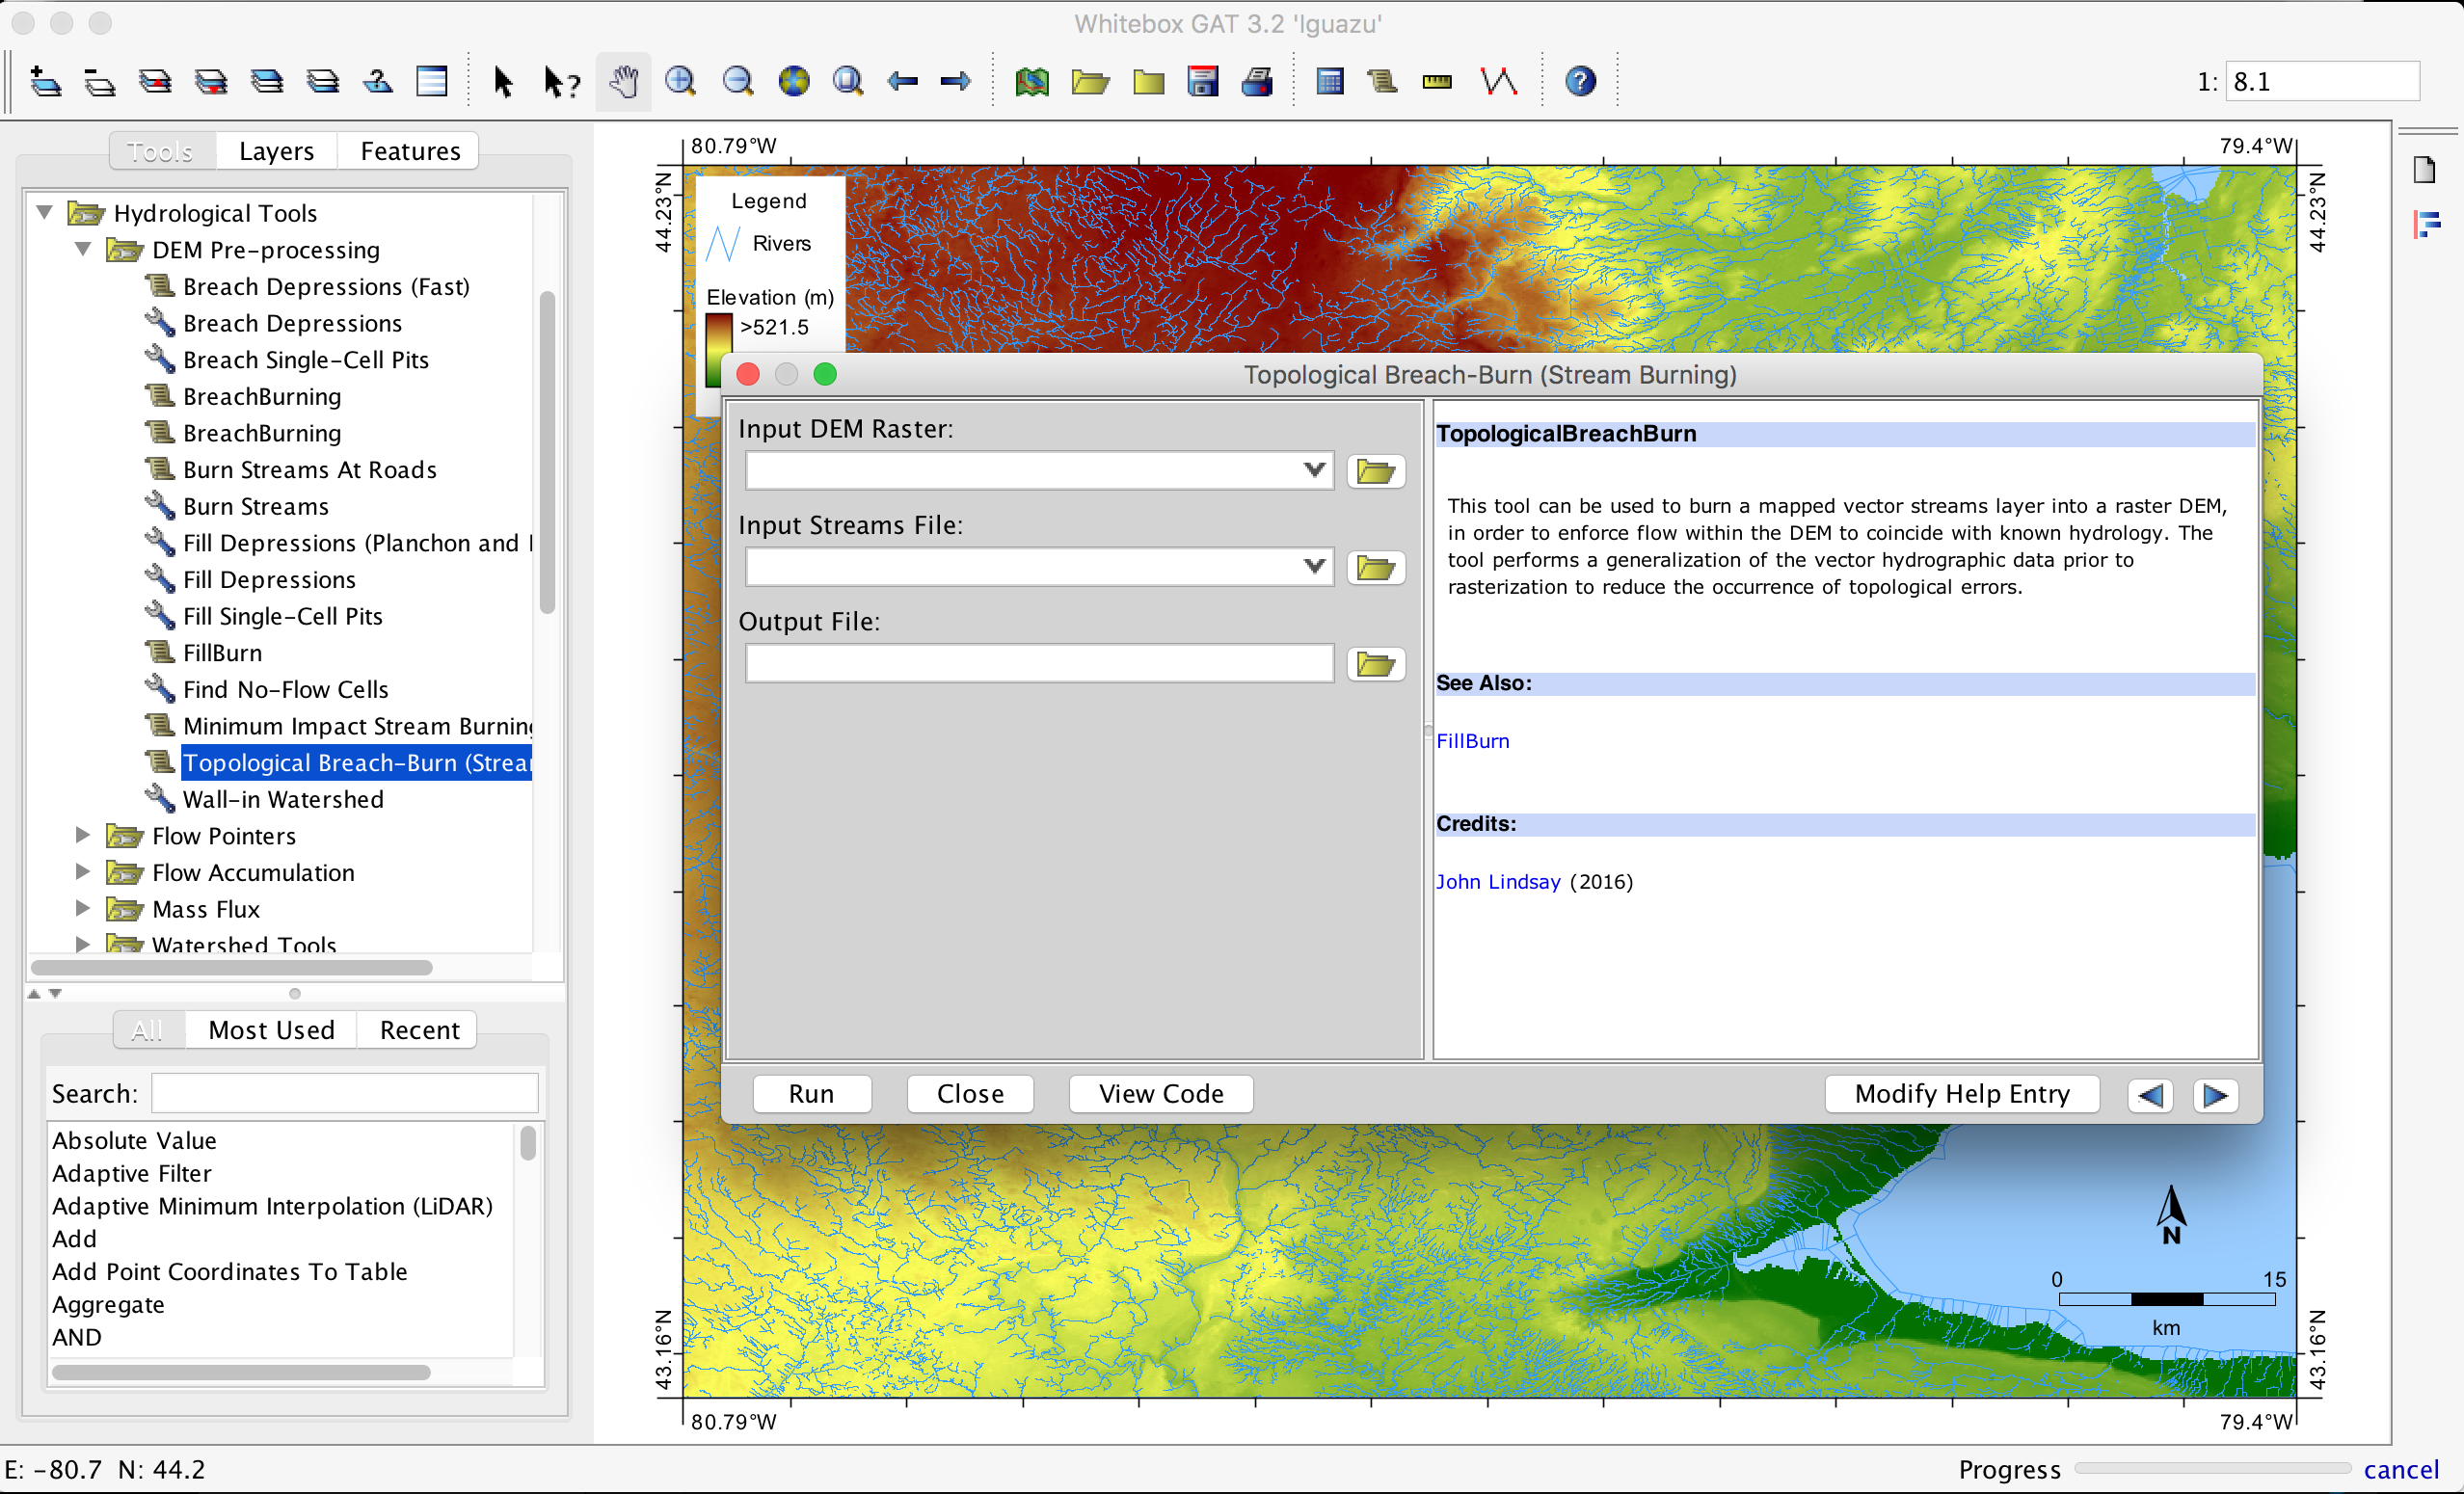 Whitebox GAT 3.2 'Iguazu'
1: 8.1
Tools Layers Features
Hydrological Tools
DEM Pre-processing
Breach Depressions (Fast)
Breach Depressions
Breach Single-Cell Pits
BreachBurning
BreachBurning
Burn Streams At Roads
Burn Streams
Fill Depressions (Planchon and
Fill Depressions
Fill Single-Cell Pits
FillBurn
Find No-Flow Cells
Minimum Impact Stream Burning
Topological Breach-Burn (Strea
Wall-in Watershed
Flow Pointers
Flow Accumulation
Mass Flux
Watershed Tools
All Most Used Recent
Search:
Absolute Value
Adaptive Filter
Adaptive Minimum Interpolation (LiDAR)
Add
Add Point Coordinates To Table
Aggregate
AND
80.79°W 79.4°W
44.23°N 44.23°N
Legend
Rivers
Elevation (m)
>521.5
Topological Breach-Burn (Stream Burning)
Input DEM Raster:
Input Streams File:
Output File:
TopologicalBreachBurn
This tool can be used to burn a mapped vector streams layer into a raster DEM,
in order to enforce flow within the DEM to coincide with known hydrology. The
tool performs a generalization of the vector hydrographic data prior to
rasterization to reduce the occurrence of topological errors.
See Also:
FillBurn
Credits:
John Lindsay (2016)
Run Close View Code Modify Help Entry
N
0 15
km
43.16°N 43.16°N
80.79°W 79.4°W
E: -80.7 N: 44.2
Progress cancel